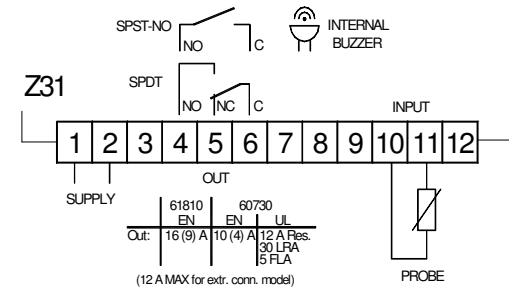 SPST-NO
NO C
INTERNAL
BUZZER
Z31
SPDT
NO NC C
INPUT
1 2 3 4 5 6 7 8 9 10 11 12
SUPPLY
OUT
61810 60730
EN EN UL
Out: 16 (9) A 10 (4) A 12 A Res.
30 LRA
5 FLA
(12 A MAX for extr. conn. model)
PROBE